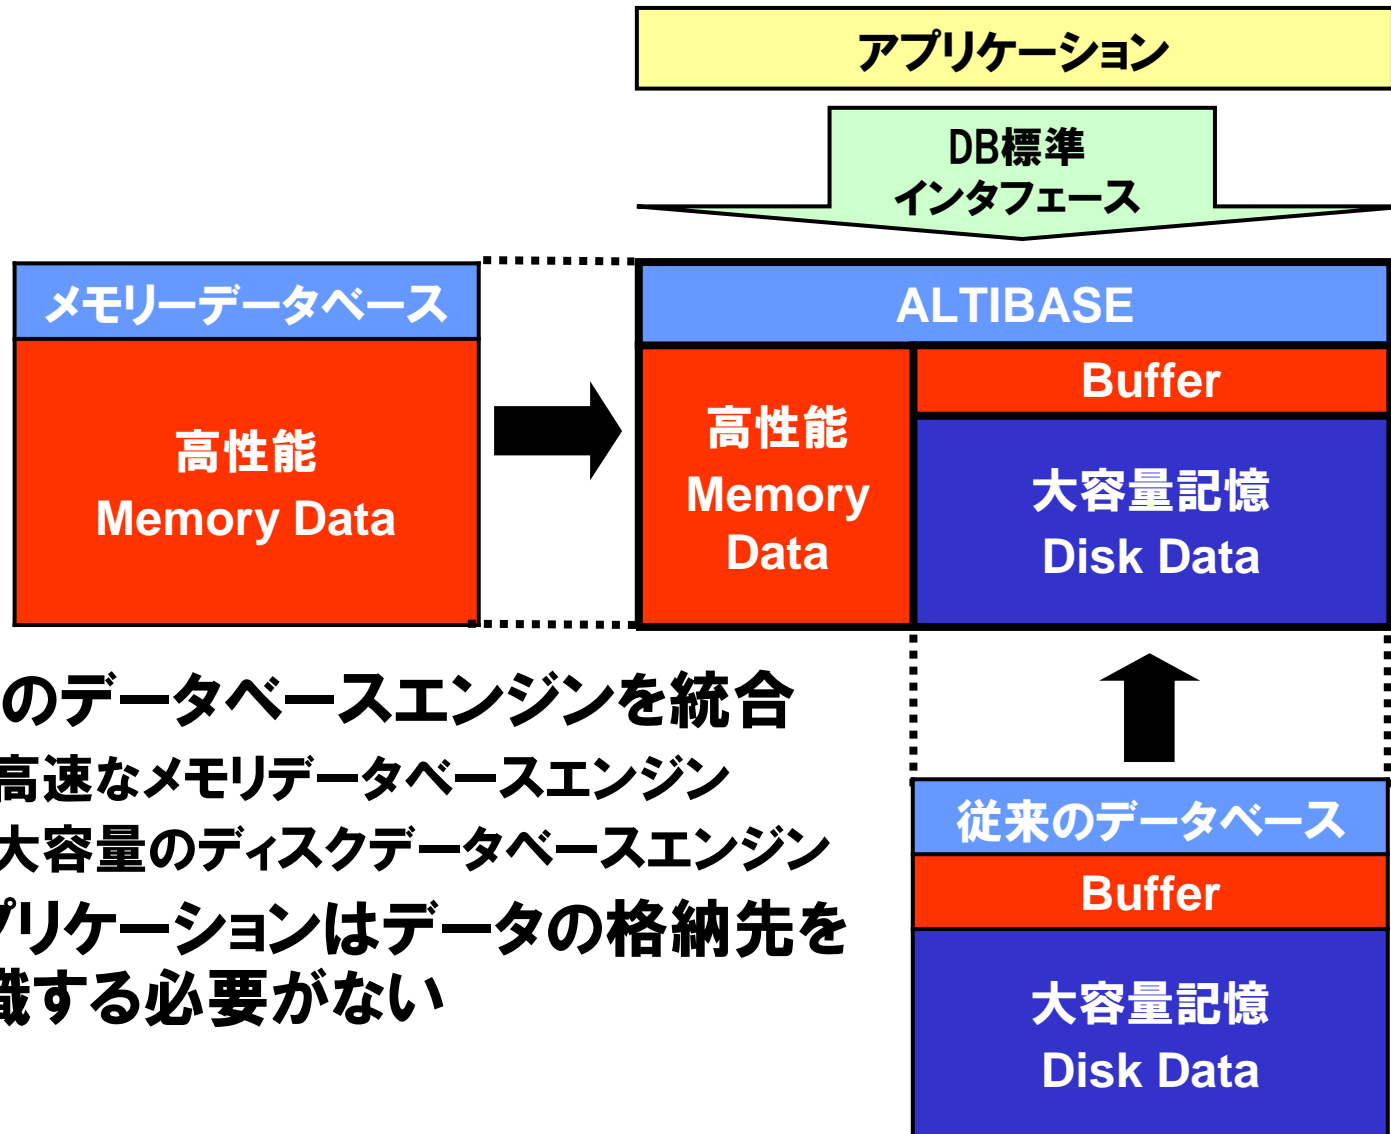 アプリケーション
DB標準
インタフェース
メモリーデータベース
高性能
Memory Data
ALTIBASE
高性能
Memory
Data
Buffer
大容量記憶
Disk Data
のデータベースエンジンを統合
高速なメモリデータベースエンジン
大容量のディスクデータベースエンジン
プリケーションはデータの格納先を
識する必要がない
従来のデータベース
Buffer
大容量記憶
Disk Data